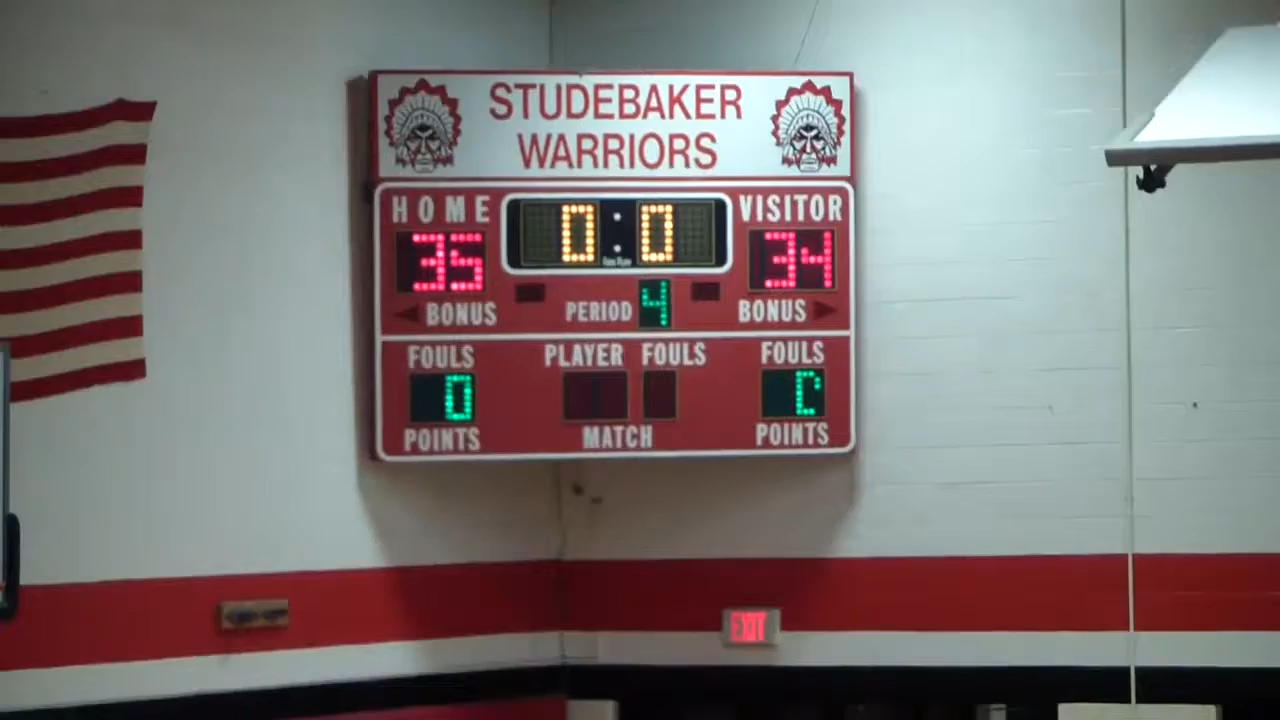 STUDEBAKER
WARRIORS
HOME 0:0 VISITOR
35 34
BONUS PERIOD 4 BONUS
FOULS PLAYER FOULS FOULS
0 C
POINTS MATCH POINTS
EXIT